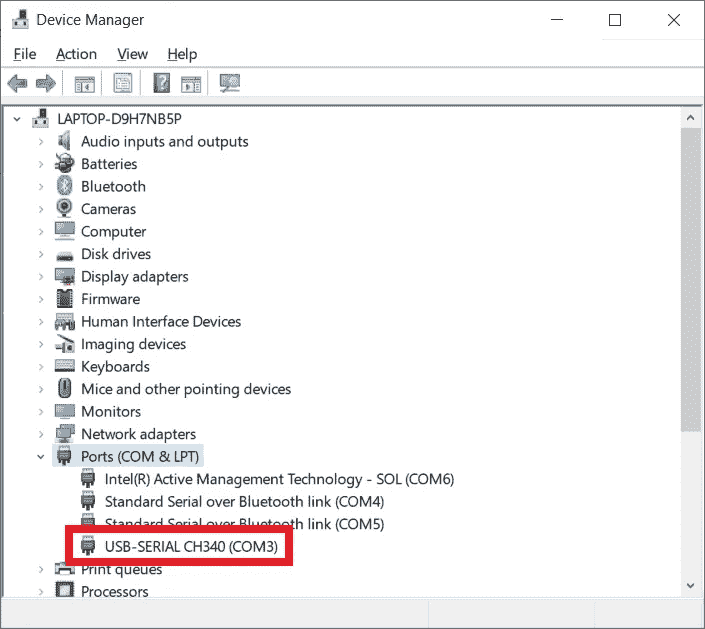 Device Manager
File Action View Help
LAPTOP-D9H7NB5P
Audio inputs and outputs
Batteries
Bluetooth
Cameras
Computer
Disk drives
Display adapters
Firmware
Human Interface Devices
Imaging devices
Keyboards
Mice and other pointing devices
Monitors
Network adapters
Ports (COM & LPT)
Intel(R) Active Management Technology - SOL (COM6)
Standard Serial over Bluetooth link (COM4)
Standard Serial over Bluetooth link (COM5)
USB-SERIAL CH340 (COM3)
Print queues
Processors